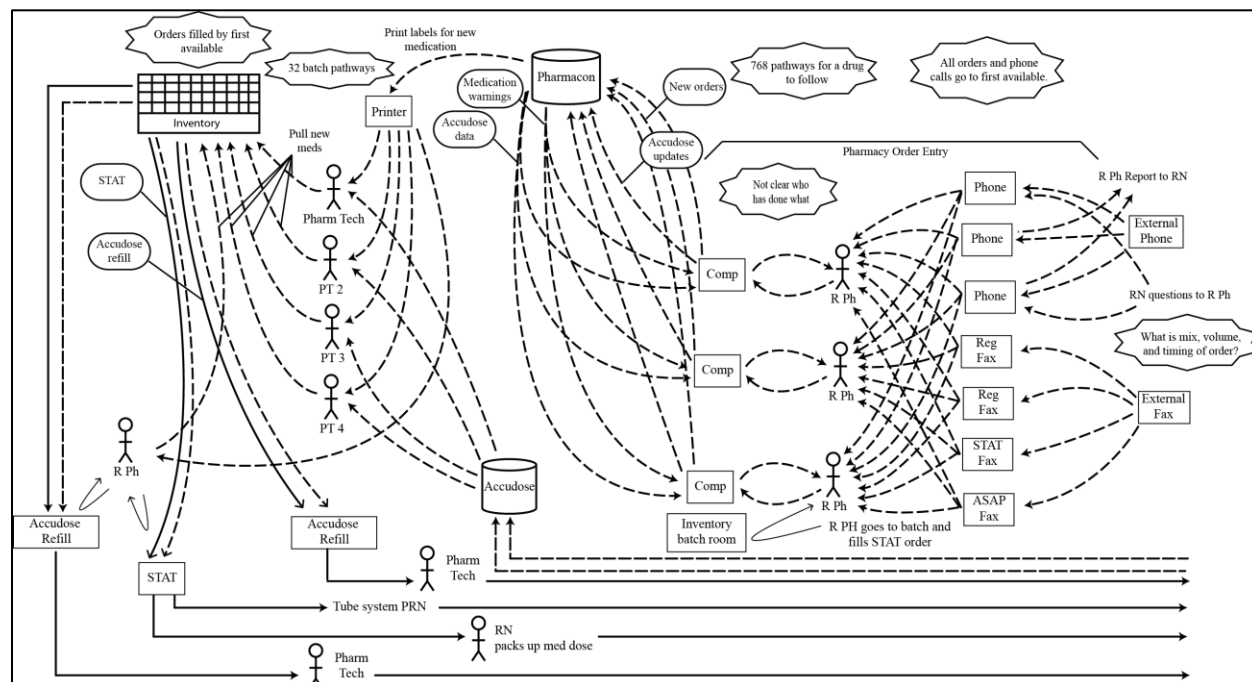 Orders filled by first
available
32 batch pathways
Print labels for new
medication
Pharmacon
768 pathways for a drug
to follow
All orders and phone
calls go to first available.
Medication
warnings
New orders
Accudose
data
Accudose
updates
Inventory
Printer
Pull new
meds
STAT
Accudose
refill
Pharm Tech
PT 2
PT 3
PT 4
R Ph
Pharmacy Order Entry
Not clear who
has done what
Phone
Phone
Phone
R Ph Report to RN
External
Phone
RN questions to R Ph
What is mix, volume,
and timing of order?
Comp
R Ph
Comp
R Ph
Comp
R Ph
Reg
Fax
Reg
Fax
STAT
Fax
ASAP
Fax
External
Fax
Accudose
Inventory
batch room
R PH goes to batch and
fills STAT order
Accudose
Refill
STAT
Accudose
Refill
Pharm
Tech
Tube system PRN
RN
packs up med dose
Pharm
Tech